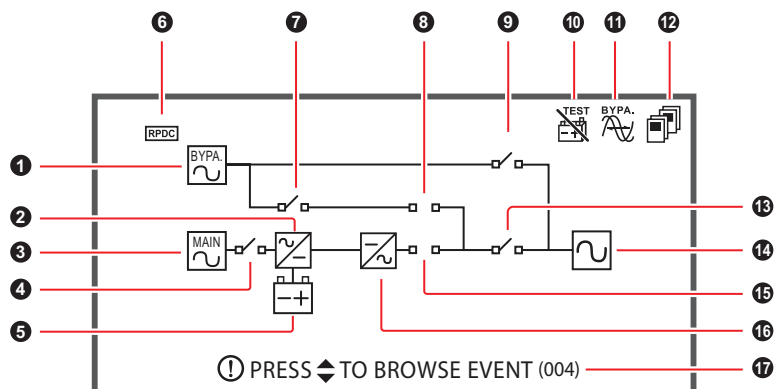 6 7 8 9 10 11 12
TEST BYPA.
RPDC
1 BYPA.
2
3 MAIN
4
5
13
14
15
16
! PRESS TO BROWSE EVENT (004) 17